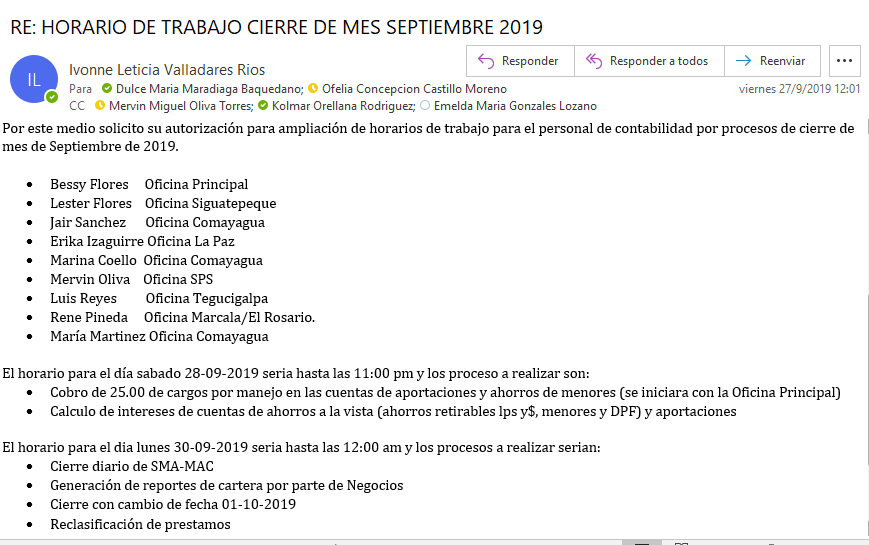 RE: HORARIO DE TRABAJO CIERRE DE MES SEPTIEMBRE 2019
IL
Ivonne Leticia Valladares Rios
Responder
Responder a todos
Reenviar
...
Para Dulce Maria Maradiaga Baquedano; Ofelia Concepcion Castillo Moreno
viernes 27/9/2019 12:01
CC Mervin Miguel Oliva Torres; Kolmar Orellana Rodriguez; Emelda Maria Gonzales Lozano
Por este medio solicito su autorización para ampliación de horarios de trabajo para el personal de contabilidad por procesos de cierre de
mes de Septiembre de 2019.
• Bessy Flores Oficina Principal
• Lester Flores Oficina Siguatepeque
• Jair Sanchez Oficina Comayagua
• Erika Izaguirre Oficina La Paz
• Marina Coello Oficina Comayagua
• Mervin Oliva Oficina SPS
• Luis Reyes Oficina Tegucigalpa
• Rene Pineda Oficina Marcala/El Rosario.
• María Martinez Oficina Comayagua
El horario para el día sabado 28-09-2019 seria hasta las 11:00 pm y los proceso a realizar son:
• Cobro de 25.00 de cargos por manejo en las cuentas de aportaciones y ahorros de menores (se iniciara con la Oficina Principal)
• Calculo de intereses de cuentas de ahorros a la vista (ahorros retirables lps y$, menores y DPF) y aportaciones
El horario para el dia lunes 30-09-2019 seria hasta las 12:00 am y los procesos a realizar serian:
• Cierre diario de SMA-MAC
• Generación de reportes de cartera por parte de Negocios
• Cierre con cambio de fecha 01-10-2019
• Reclasificación de prestamos